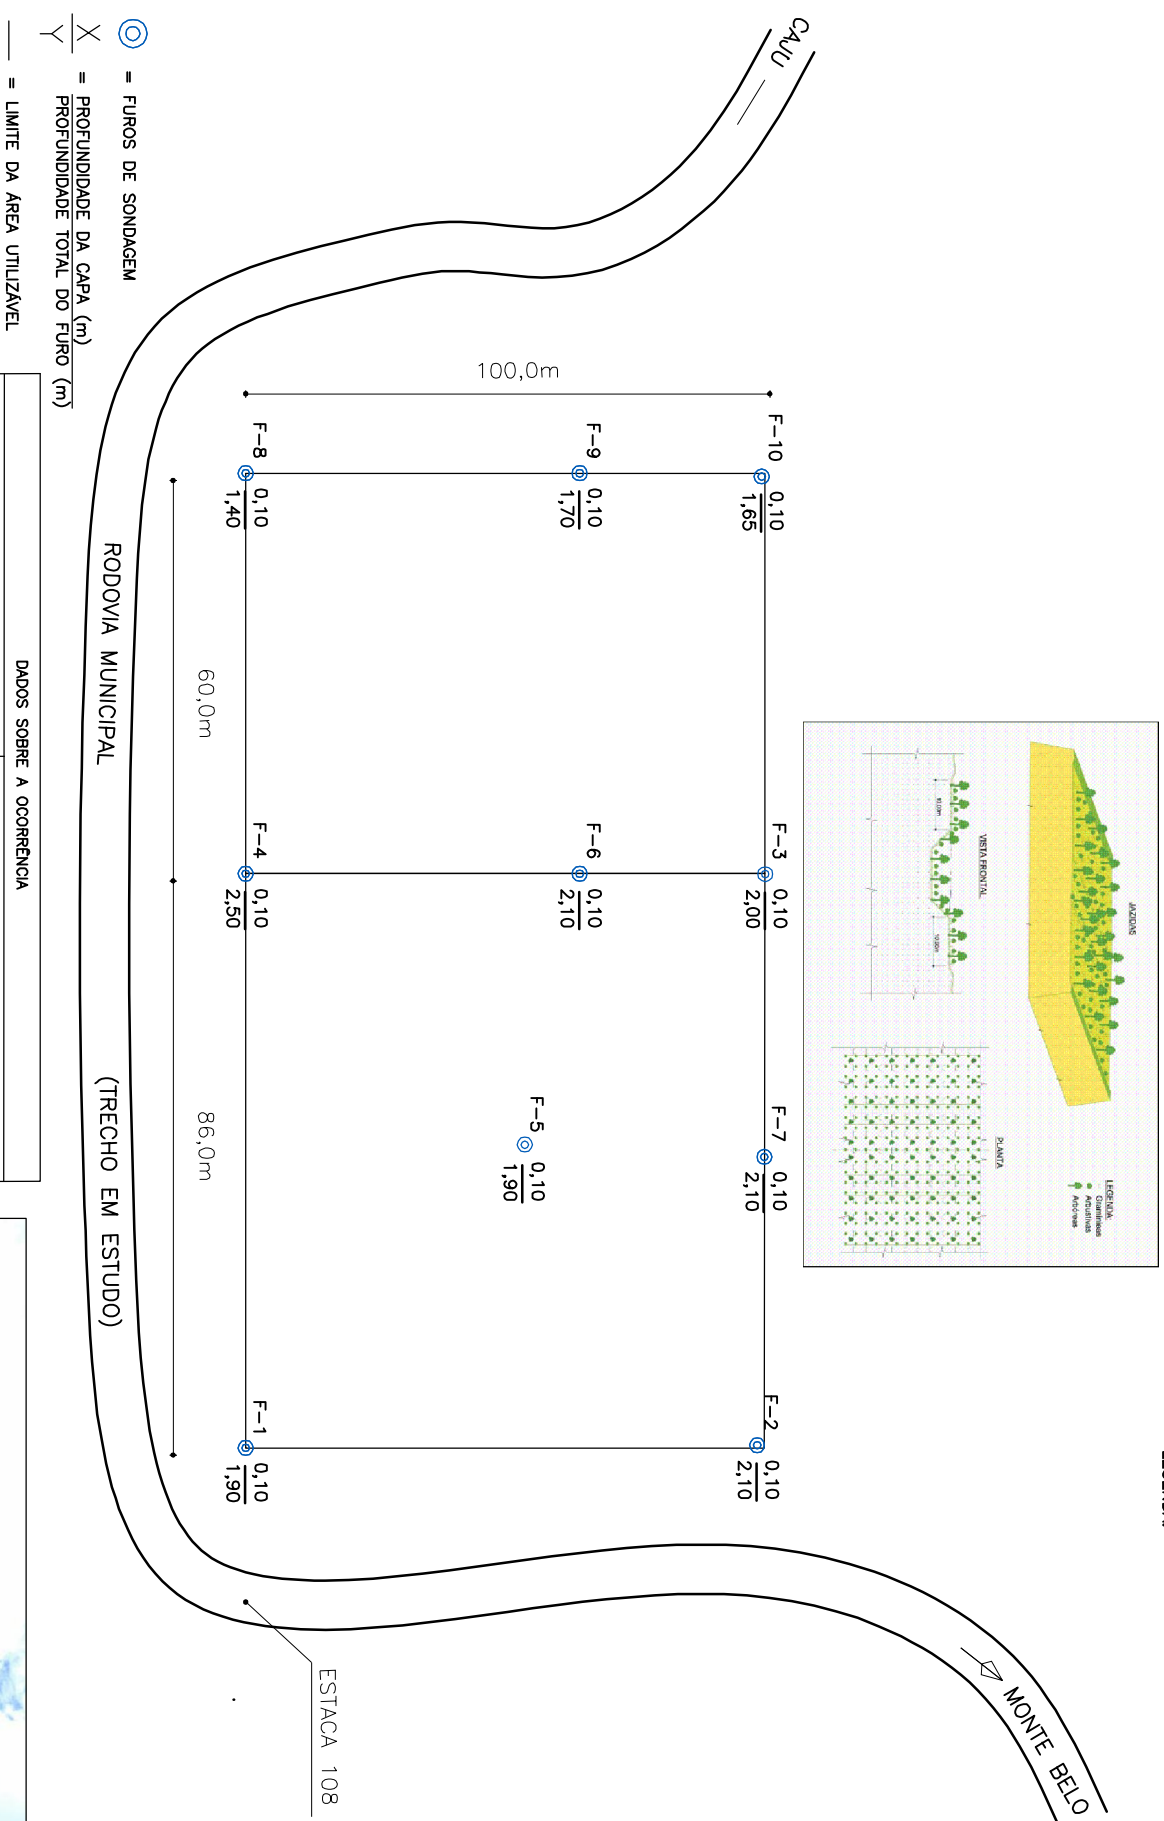 CAJU
MONTE BELO
RODOVIA MUNICIPAL
(TRECHO EM ESTUDO)
ESTACA 108
100,0m
60,0m
86,0m
F-10
0,10
1,65
F-3
0,10
2,00
F-7
0,10
2,10
F-2
0,10
2,10
F-9
0,10
1,70
F-6
0,10
2,10
F-5
0,10
1,90
F-8
0,10
1,40
F-4
0,10
2,50
F-1
0,10
1,90
JAZIDAS
VISTA FRONTAL
PLANTA
LEGENDA:
Gramíneas
Arbustivas
Arbóreas
= FUROS DE SONDAGEM
X = PROFUNDIDADE DA CAPA (m)
Y PROFUNDIDADE TOTAL DO FURO (m)
= LIMITE DA ÁREA UTILIZÁVEL
DADOS SOBRE A OCORRÊNCIA